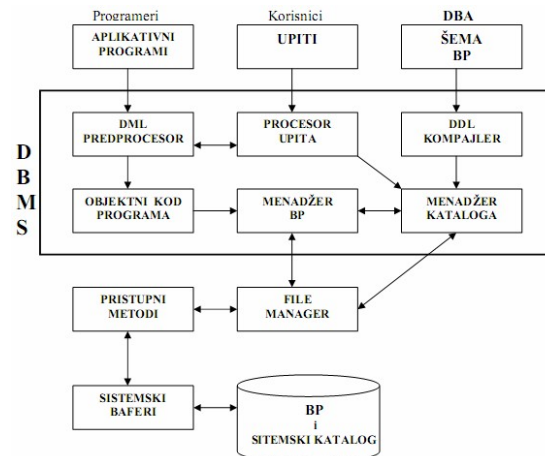 Programeri
Korisnici
DBA
APLIKATIVNI
PROGRAMI
UPITI
ŠEMA
BP
DBMS
DML
PREDPROCESOR
PROCESOR
UPITA
DDL
KOMPAJLER
OBJEKTNI KOD
PROGRAMA
MENADŽER
BP
MENADŽER
KATALOGA
PRISTUPNI
METODI
FILE
MANAGER
SISTEMSKI
BAFERI
BP
i
SITEMSKI KATALOG